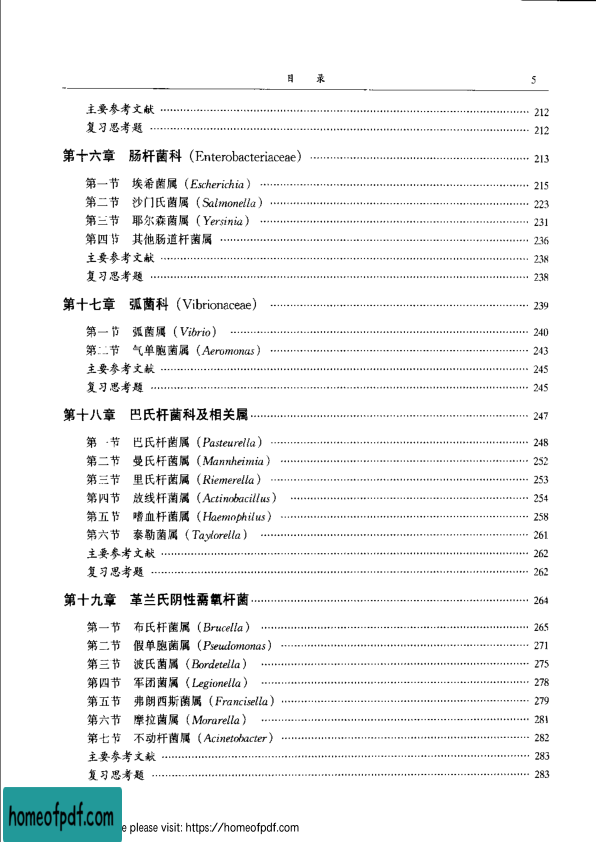 目 录 5
主要参考文献 212
复习思考题 212
第十六章 肠杆菌科（Enterobacteriaceae） 213
第一节 埃希菌属（Escherichia） 215
第二节 沙门氏菌属（Salmonella） 223
第三节 耶尔森菌属（Yersinia） 231
第四节 其他肠道杆菌属 236
主要参考文献 238
复习思考题 238
第十七章 弧菌科（Vibrionaceae） 239
第一节 弧菌属（Vibrio） 240
第二节 气单胞菌属（Aeromonas） 243
主要参考文献 245
复习思考题 245
第十八章 巴氏杆菌科及相关属 247
第一节 巴氏杆菌属（Pasteurella） 248
第二节 曼氏杆菌属（Mannheimia） 252
第三节 里氏杆菌属（Riemerella） 253
第四节 放线杆菌属（Actinobacillus） 254
第五节 嗜血杆菌属（Haemophilus） 258
第六节 泰勒菌属（Taylorella） 261
主要参考文献 262
复习思考题 262
第十九章 革兰氏阴性需氧杆菌 264
第一节 布氏杆菌属（Brucella） 265
第二节 假单胞菌属（Pseudomonas） 271
第三节 波氏菌属（Bordetella） 275
第四节 军团菌属（Legionella） 278
第五节 弗朗西斯菌属（Francisella） 279
第六节 摩拉菌属（Morarella） 281
第七节 不动杆菌属（Acinetobacter） 282
主要参考文献 283
复习思考题 283
homeofpdf.com
e please visit: https://homeofpdf.com